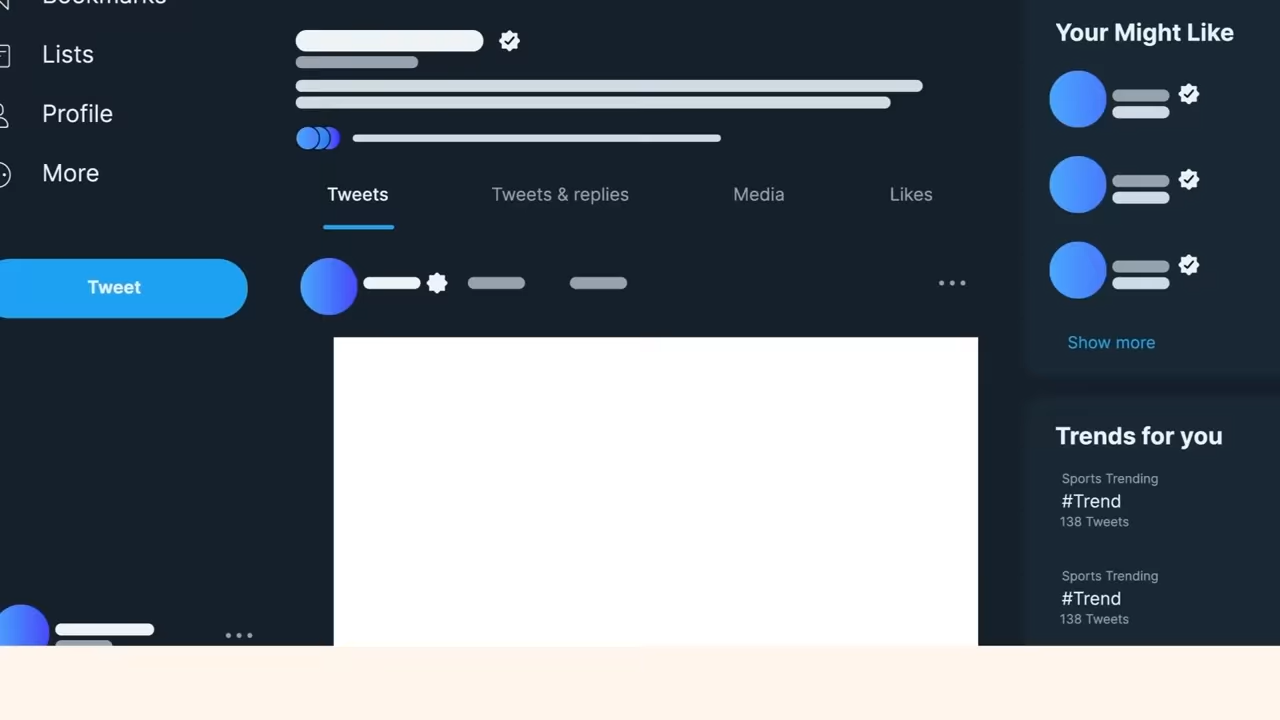 Bookmarks
Lists
Profile
More
Tweet
Tweets
Tweets & replies
Media
Likes
Your Might Like
Show more
Trends for you
Sports Trending
#Trend
138 Tweets
Sports Trending
#Trend
138 Tweets